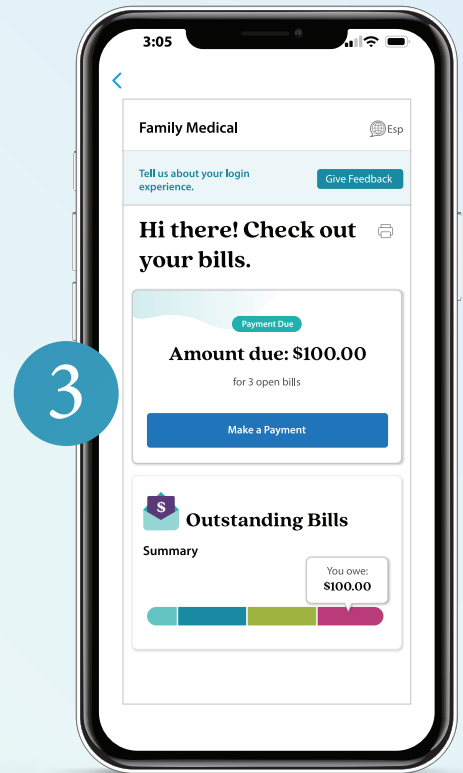 3:05
Family Medical
Esp
Tell us about your login
experience.
Give Feedback
Hi there! Check out
your bills.
Payment Due
Amount due: $100.00
for 3 open bills
Make a Payment
3
$
Outstanding Bills
Summary
You owe:
$100.00